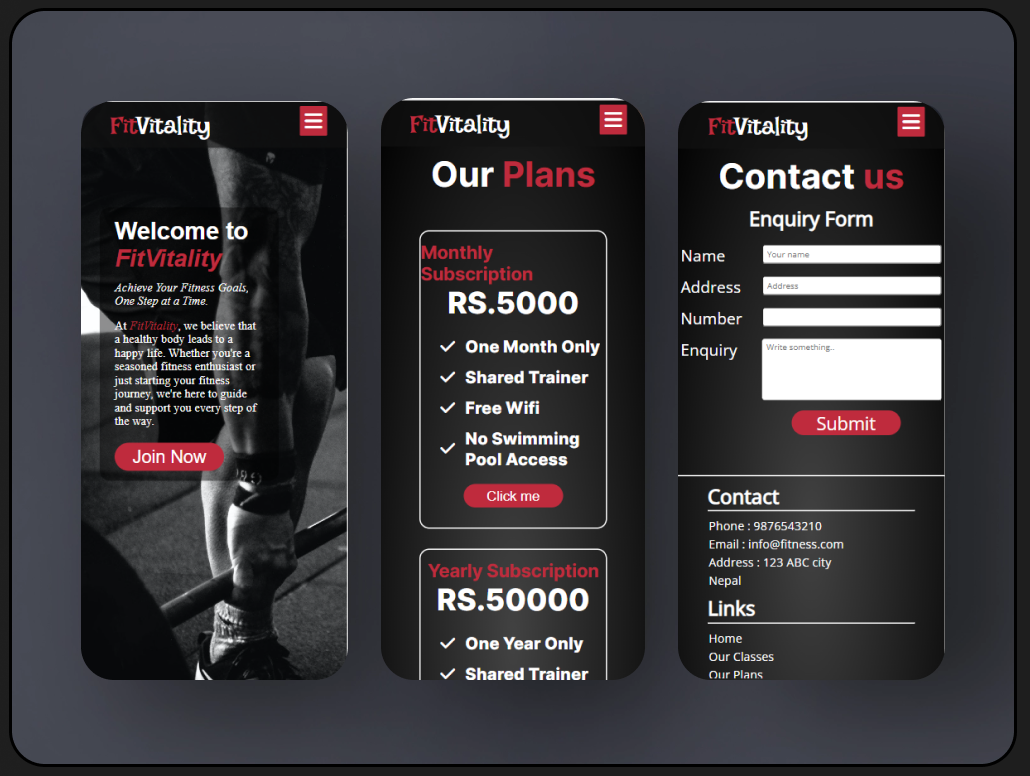 FitVitality
Welcome to
FitVitality
Achieve Your Fitness Goals,
One Step at a Time.
At FitVitality, we believe that
a healthy body leads to a
happy life. Whether you're a
seasoned fitness enthusiast or
just starting your fitness
journey, we're here to guide
and support you every step of
the way.
Join Now
FitVitality
Our Plans
Monthly
Subscription
RS.5000
One Month Only
Shared Trainer
Free Wifi
No Swimming
Pool Access
Click me
Yearly Subscription
RS.50000
One Year Only
Shared Trainer
FitVitality
Contact us
Enquiry Form
Name
Your name
Address
Address
Number
Enquiry
Write something..
Submit
Contact
Phone : 9876543210
Email : info@fitness.com
Address : 123 ABC city
Nepal
Links
Home
Our Classes
Our Plans